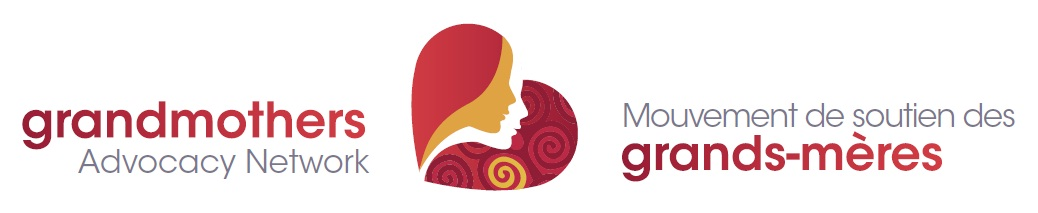 grandmothers
Advocacy Network
Mouvement de soutien des
grands-mères